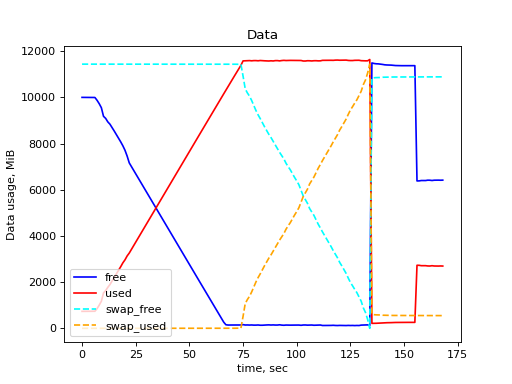 Data
Data usage, MiB
12000
10000
8000
6000
4000
2000
0
free
used
swap_free
swap_used
0
25
50
75
100
125
150
175
time, sec